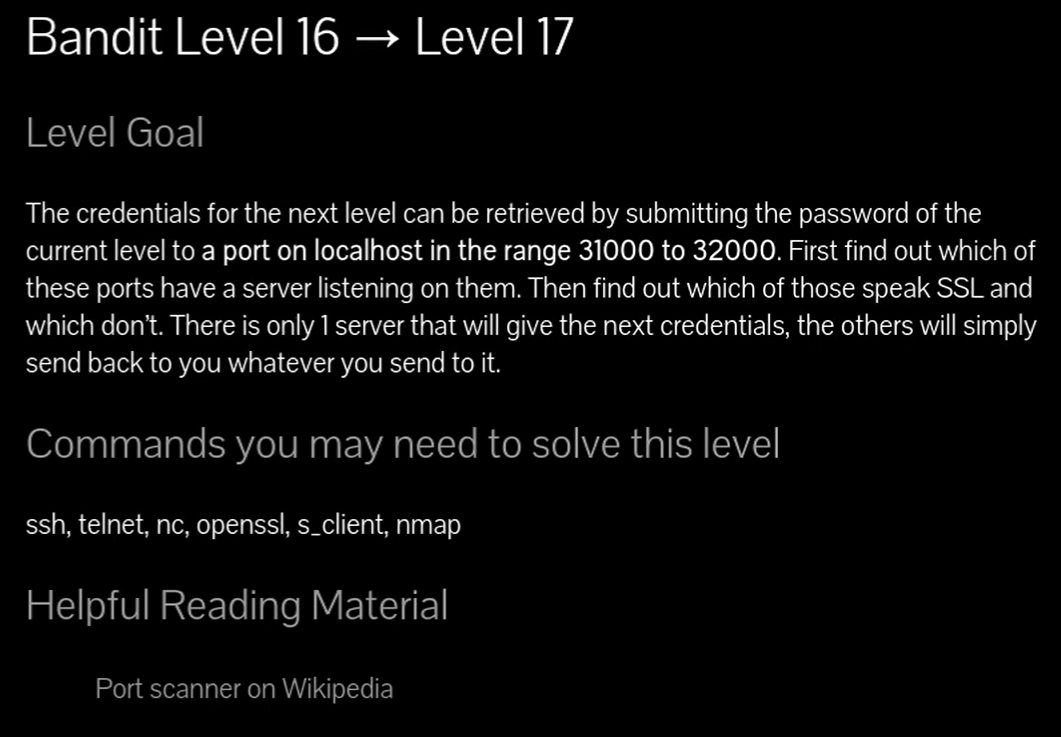 Bandit Level 16 → Level 17
Level Goal
The credentials for the next level can be retrieved by submitting the password of the
current level to a port on localhost in the range 31000 to 32000. First find out which of
these ports have a server listening on them. Then find out which of those speak SSL and
which don’t. There is only 1 server that will give the next credentials, the others will simply
send back to you whatever you send to it.
Commands you may need to solve this level
ssh, telnet, nc, openssl, s_client, nmap
Helpful Reading Material
Port scanner on Wikipedia